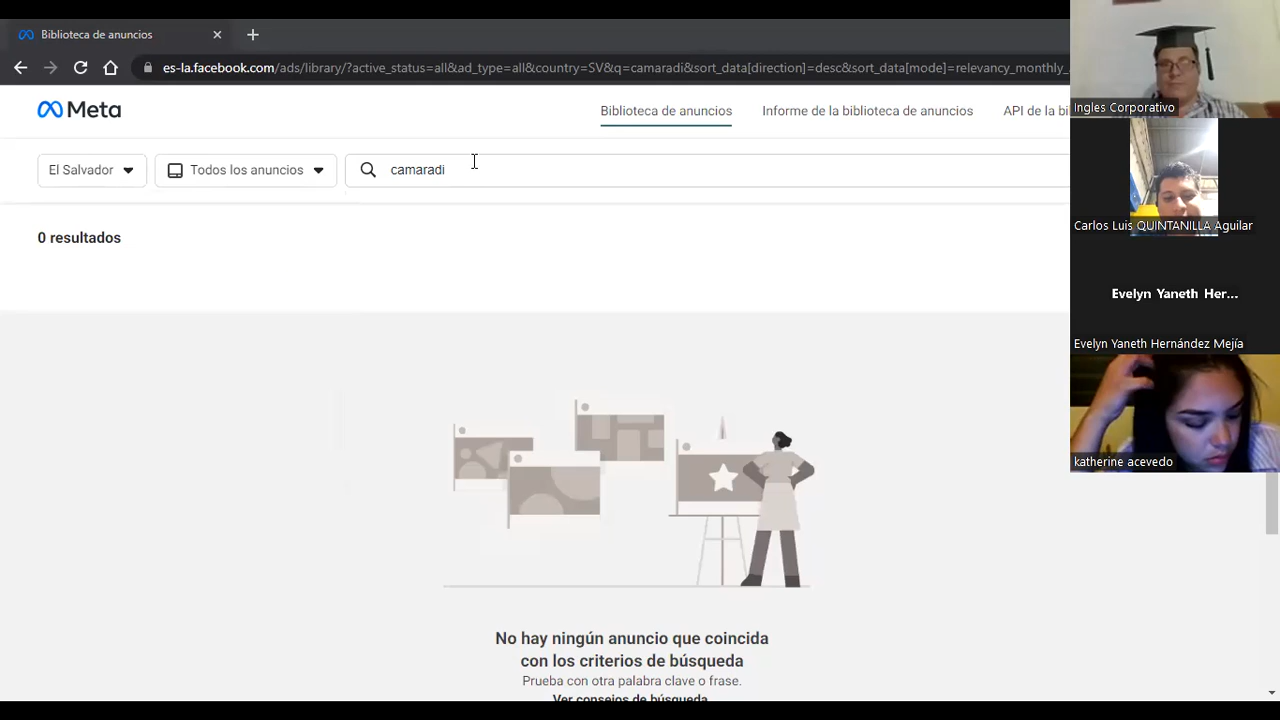 Biblioteca de anuncios
es-la.facebook.com/ads/library/?active_status=all&ad_type=all&country=SV&q=camaradi&sort_data[direction]=desc&sort_data[mode]=relevancy_monthly_
Meta
Biblioteca de anuncios
Informe de la biblioteca de anuncios
API de la bi
El Salvador
Todos los anuncios
camaradi
0 resultados
No hay ningún anuncio que coincida
con los criterios de búsqueda
Prueba con otra palabra clave o frase.
Ver consejos de búsqueda
Ingles Corporativo
Carlos Luis QUINTANILLA Aguilar
Evelyn Yaneth Her...
Evelyn Yaneth Hernández Mejía
katherine acevedo